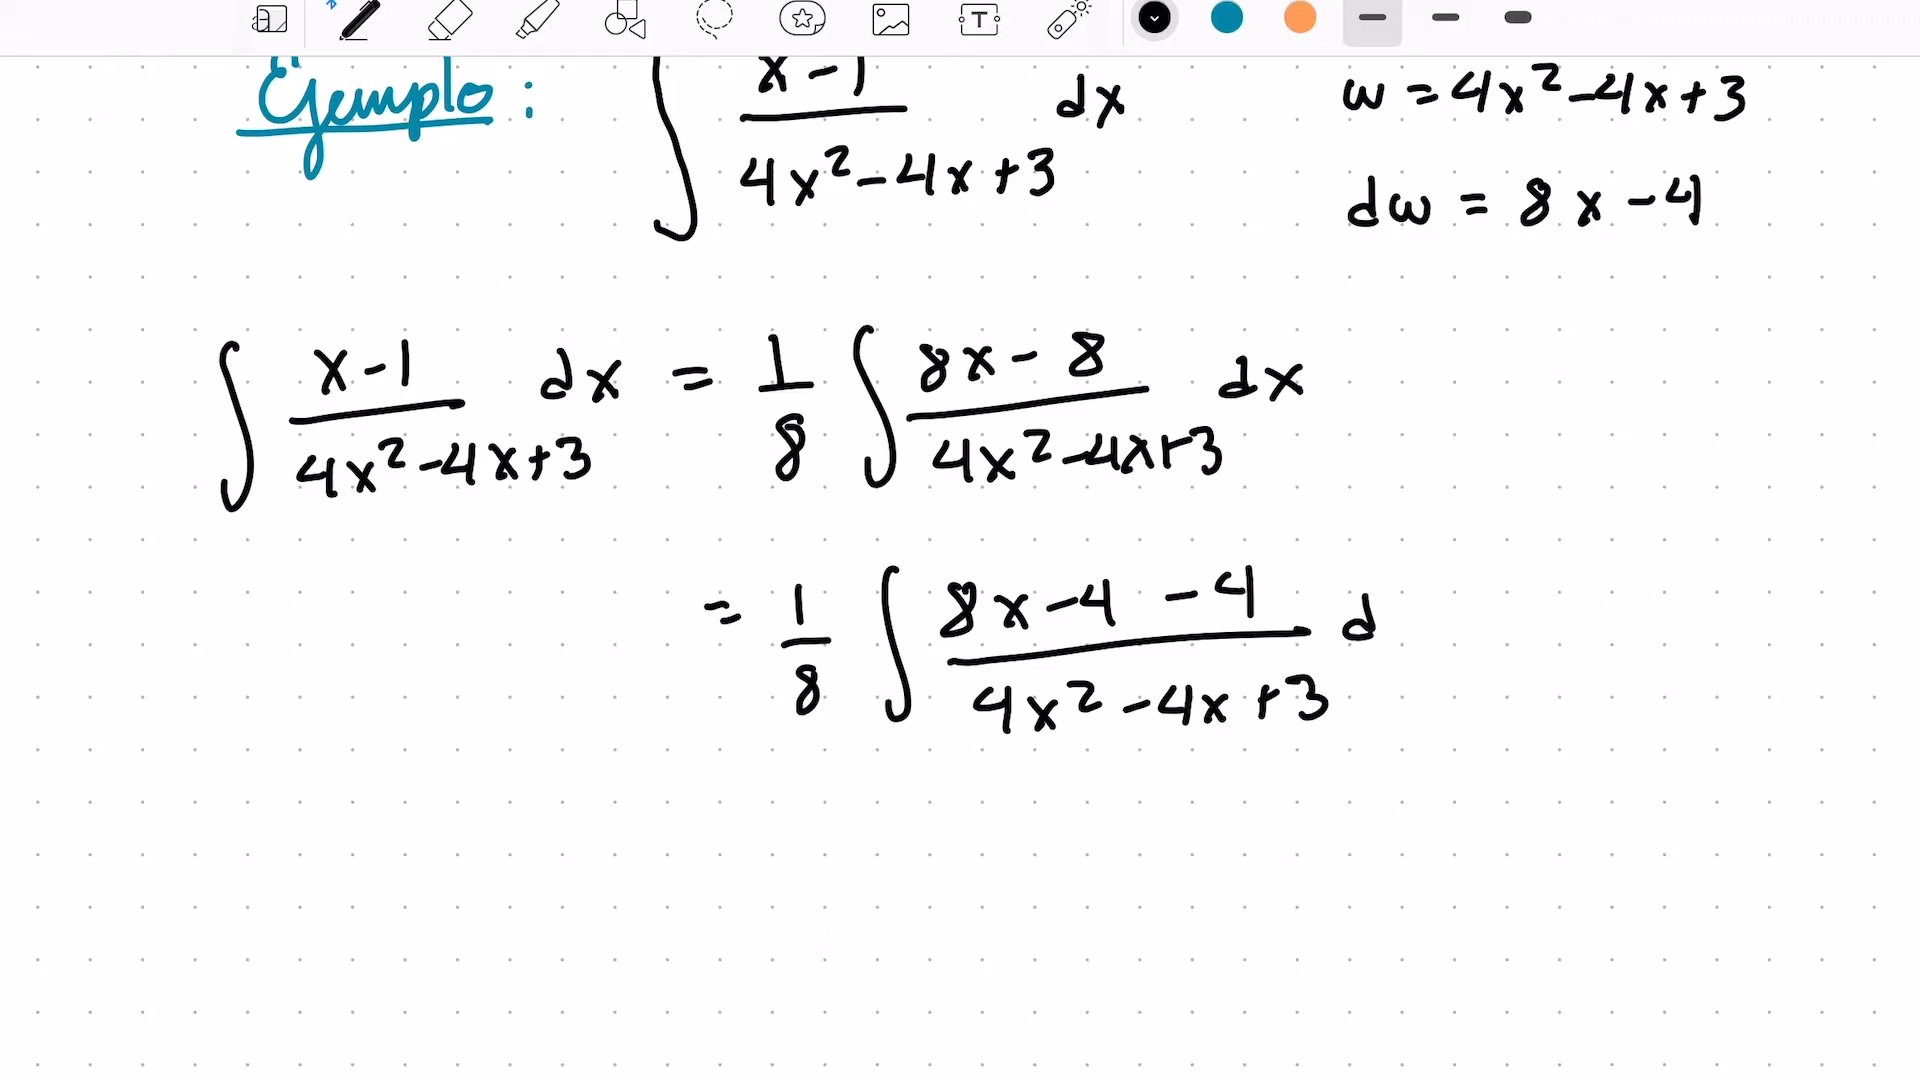 Ejemplo: ∫ (x-1)/(4x²-4x+3) dx    w = 4x²-4x+3
dw = 8x-4
∫ (x-1)/(4x²-4x+3) dx = 1/8 ∫ (8x-8)/(4x²-4x+3) dx
= 1/8 ∫ (8x-4 -4)/(4x²-4x+3) d